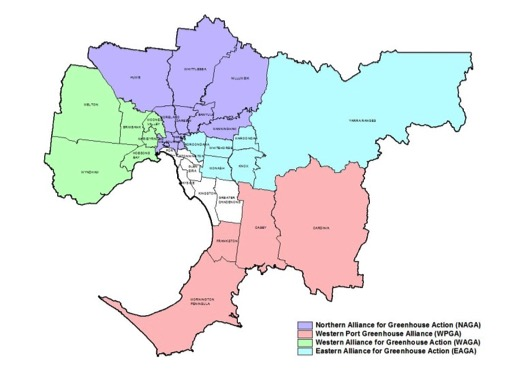 WHITTLESEA
HUME
NILLUMBIK
MELTON
YARRA RANGES
BRIMBANK
MOONEE
VALLEY
MORELAND
BANYULE
MANNINGHAM
MAROONDAH
WHITEHORSE
BOROONDARA
HOBSONS
BAY
WYNDHAM
MONASH
KNOX
GLEN
EIRA
KINGSTON
GREATER
DANDENONG
CASEY
CARDINIA
FRANKSTON
MORNINGTON
PENINSULA
Northern Alliance for Greenhouse Action (NAGA)
Western Port Greenhouse Alliance (WPGA)
Western Alliance for Greenhouse Action (WAGA)
Eastern Alliance for Greenhouse Action (EAGA)